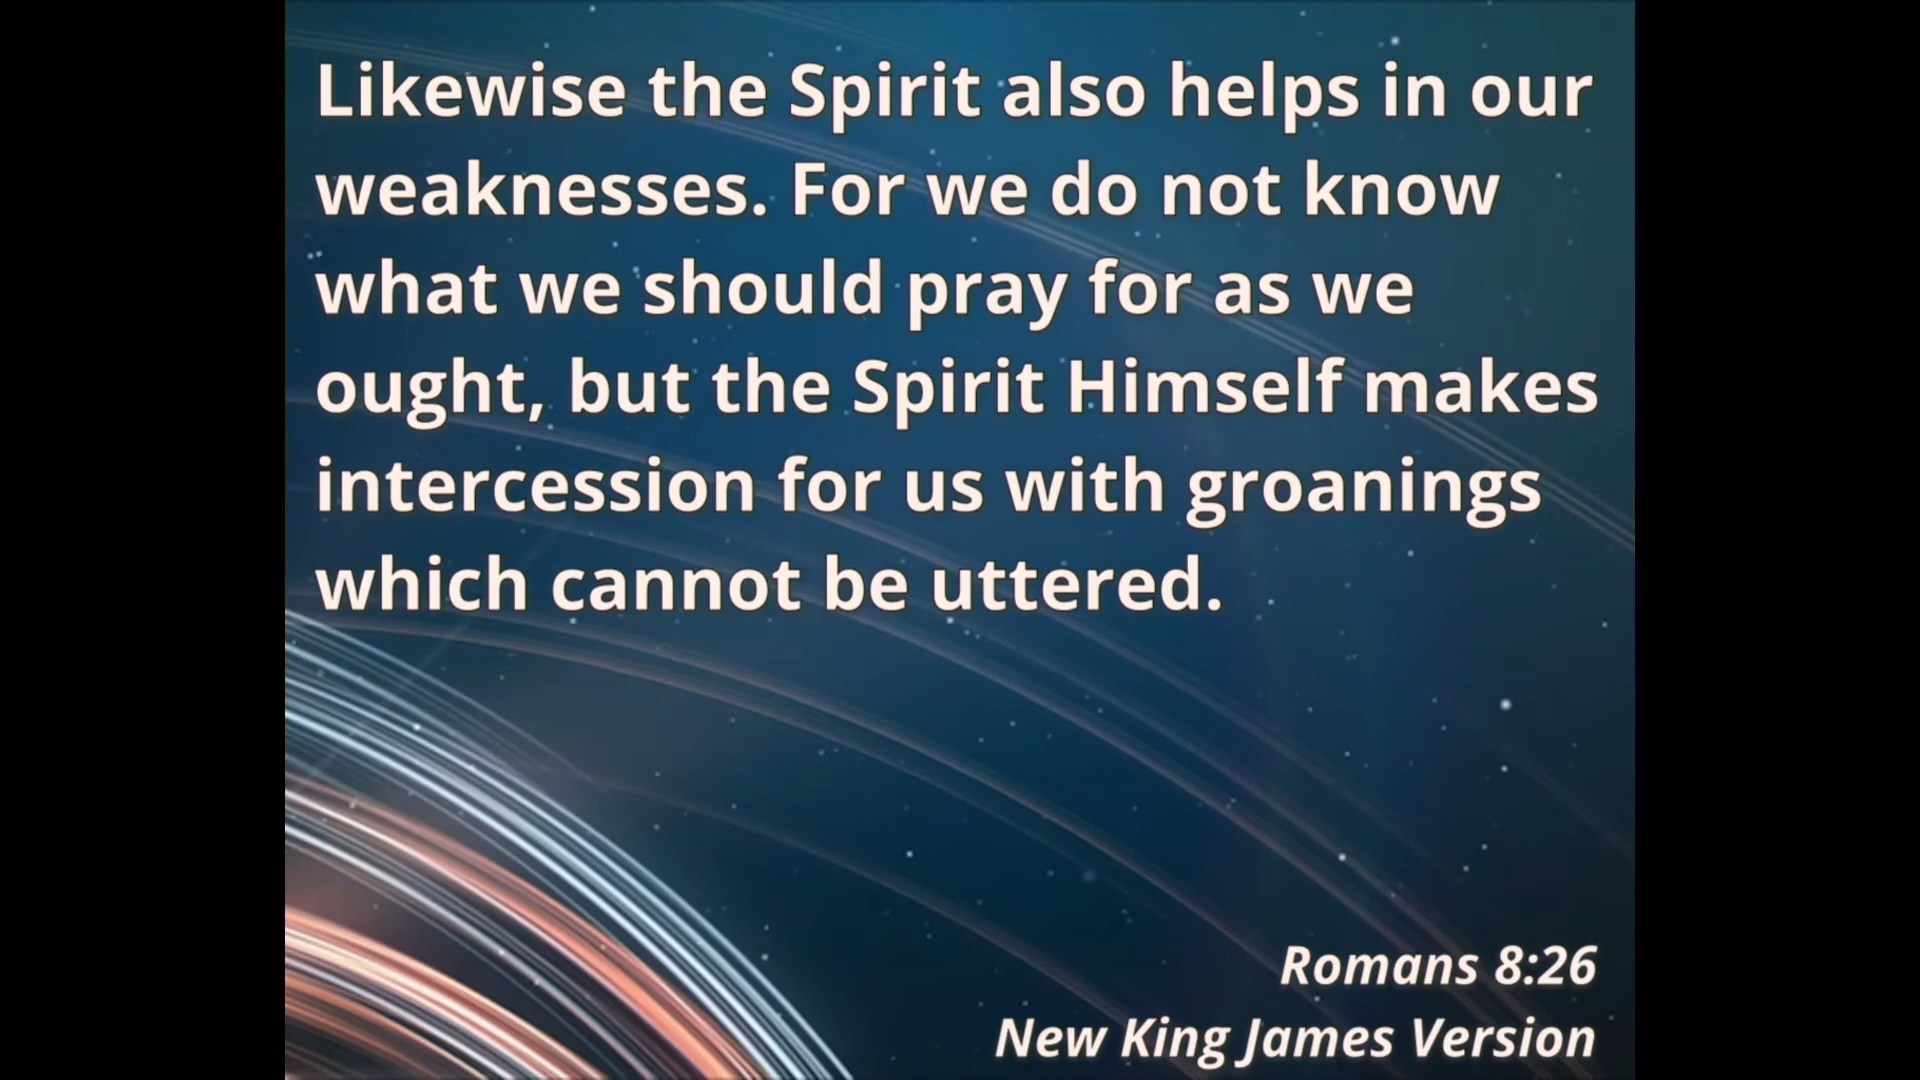 Likewise the Spirit also helps in our
weaknesses. For we do not know
what we should pray for as we
ought, but the Spirit Himself makes
intercession for us with groanings
which cannot be uttered.
Romans 8:26
New King James Version